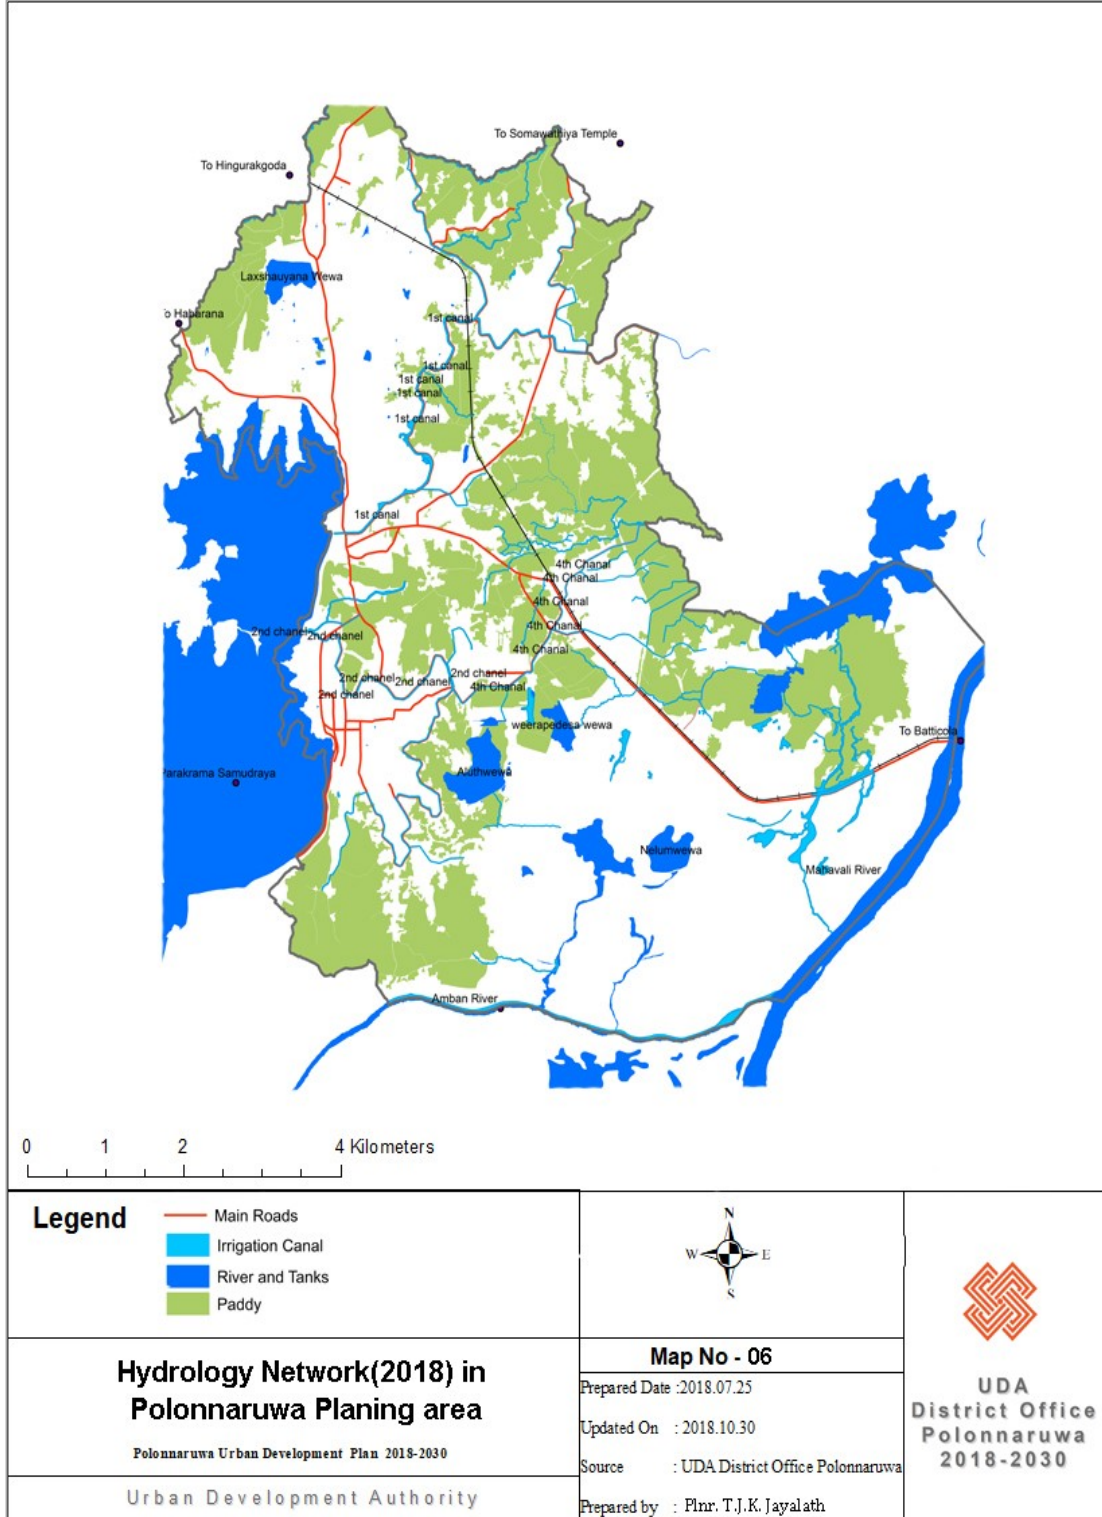 To Somawathiya Temple
To Hingurakgoda
Laxshauyana Wewa
o Habarana
1st canal
1st canal
1st canal
1st canal
1st canal
1st canal
4th Chanal
4th Chanal
4th Chanal
4th Chanal
2nd chanel
2nd chanel
4th Chanal
2nd chanel
2nd chanel
2nd chanel
2nd chanel
4th Chanal
weerapedesa wewa
To Batticola
Parakrama Samudraya
Aluthwewa
Nelumwewa
Mahavali River
Amban River
0 1 2 4 Kilometers
Legend
Main Roads
Irrigation Canal
River and Tanks
Paddy
N
W E
S
Hydrology Network(2018) in
Polonnaruwa Planing area
Polonnaruwa Urban Development Plan 2018-2030
Urban Development Authority
Map No - 06
Prepared Date :2018.07.25
Updated On : 2018.10.30
Source : UDA District Office Polonnaruwa
Prepared by : Plnr. T.J.K. Jayalath
UDA
District Office
Polonnaruwa
2018-2030